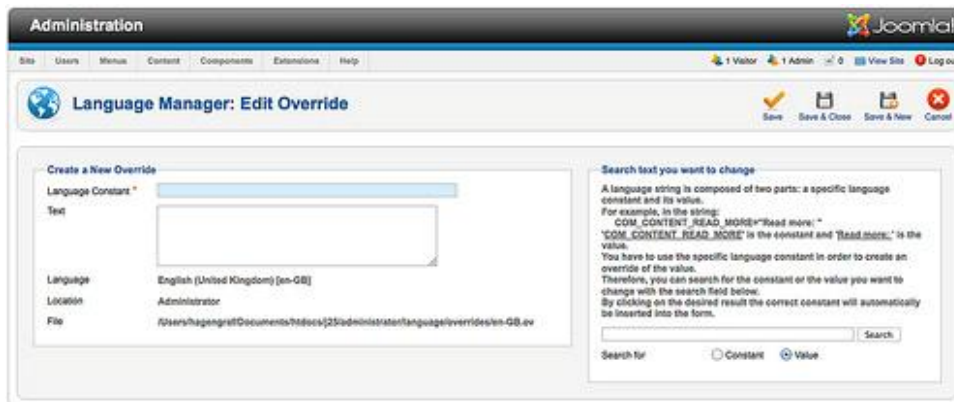 Administration
Joomla!
Site Users Menus Content Components Extensions Help
1 Visitor 1 Admin 0 View Site Log ou
Language Manager: Edit Override
Save Save & Close Save & New Cancel
Create a New Override
Language Constant *
Text
Language English (United Kingdom) [en-GB]
Location Administrator
File /Users/hagengraf/Documents/htdocs/j25/administrator/language/overrides/en-GB.ov
Search text you want to change
A language string is composed of two parts: a specific language
constant and its value.
For example, in the string:
COM_CONTENT_READ_MORE="Read more: "
'COM_CONTENT_READ_MORE' is the constant and 'Read more: ' is the
value.
You have to use the specific language constant in order to create an
override of the value.
Therefore, you can search for the constant or the value you want to
change with the search field below.
By clicking on the desired result the correct constant will automatically
be inserted into the form.
Search
Search for Constant Value